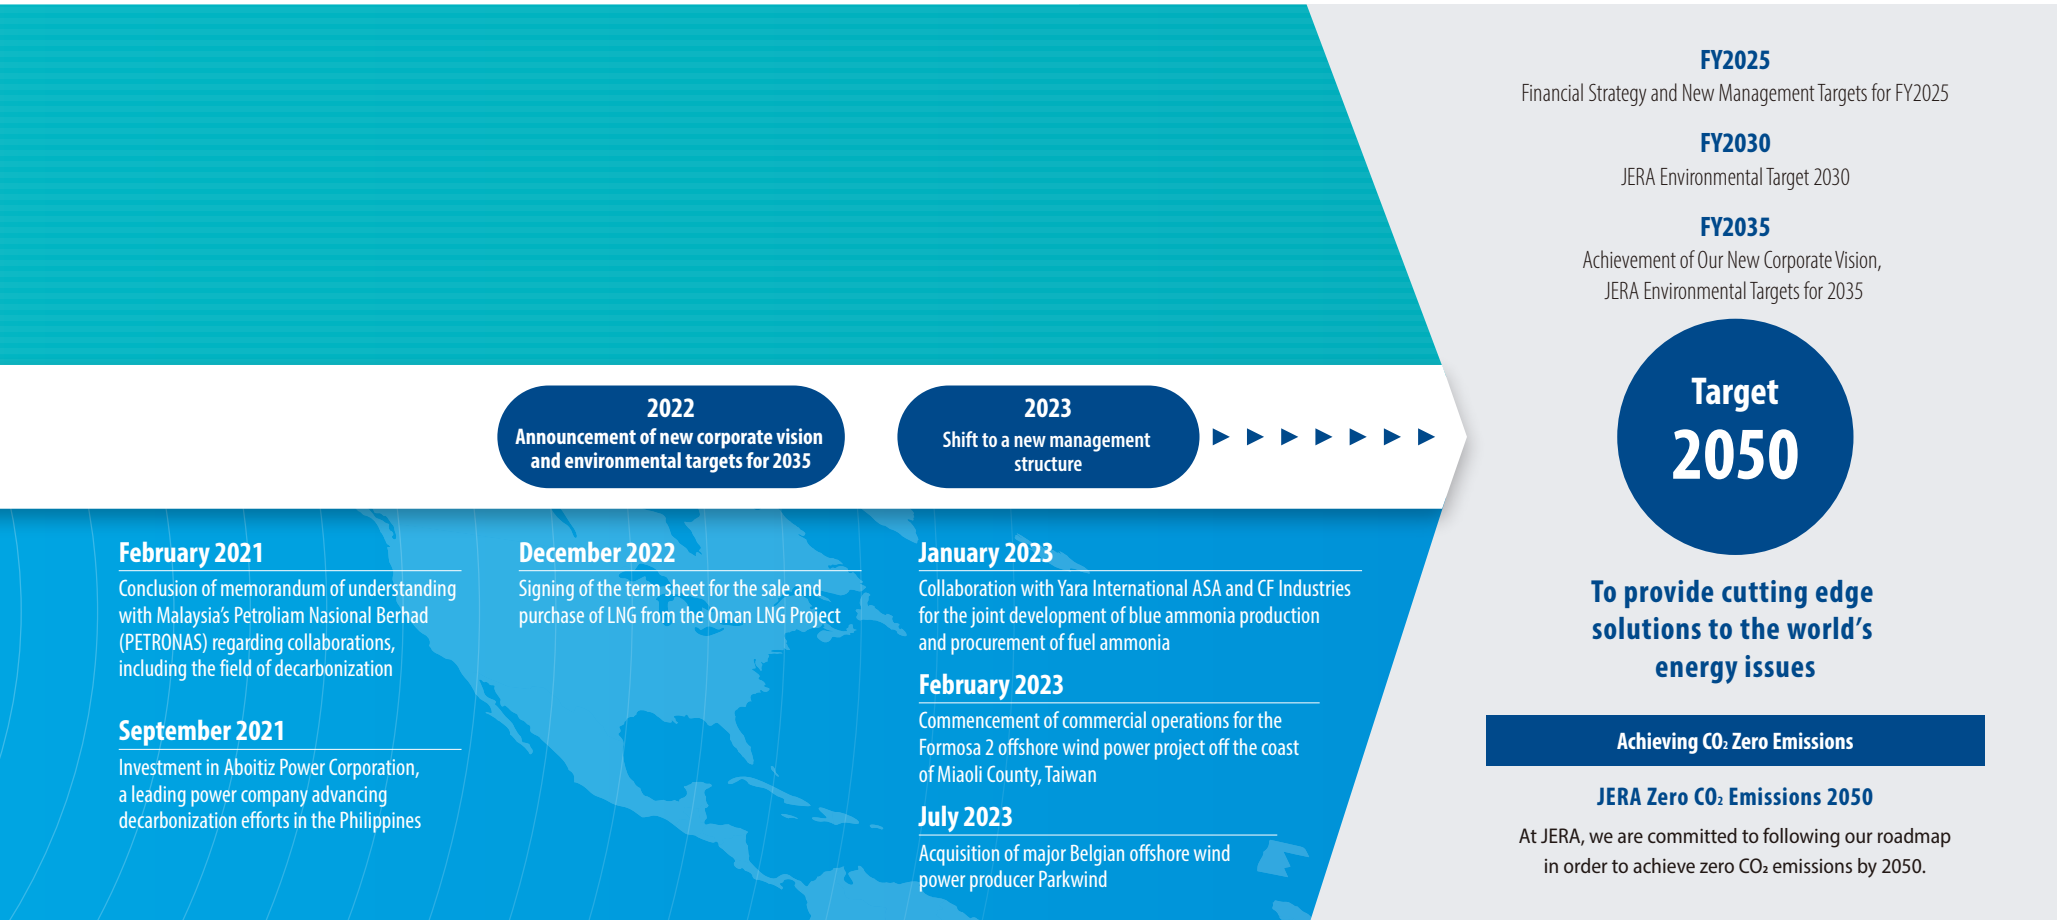 2022
Announcement of new corporate vision
and environmental targets for 2035
2023
Shift to a new management
structure
February 2021
Conclusion of memorandum of understanding
with Malaysia’s Petroliam Nasional Berhad
(PETRONAS) regarding collaborations,
including the field of decarbonization
September 2021
Investment in Aboitiz Power Corporation,
a leading power company advancing
decarbonization efforts in the Philippines
December 2022
Signing of the term sheet for the sale and
purchase of LNG from the Oman LNG Project
January 2023
Collaboration with Yara International ASA and CF Industries
for the joint development of blue ammonia production
and procurement of fuel ammonia
February 2023
Commencement of commercial operations for the
Formosa 2 offshore wind power project off the coast
of Miaoli County, Taiwan
July 2023
Acquisition of major Belgian offshore wind
power producer Parkwind
FY2025
Financial Strategy and New Management Targets for FY2025
FY2030
JERA Environmental Target 2030
FY2035
Achievement of Our New Corporate Vision,
JERA Environmental Targets for 2035
Target
2050
To provide cutting edge
solutions to the world’s
energy issues
Achieving CO₂ Zero Emissions
JERA Zero CO₂ Emissions 2050
At JERA, we are committed to following our roadmap
in order to achieve zero CO₂ emissions by 2050.